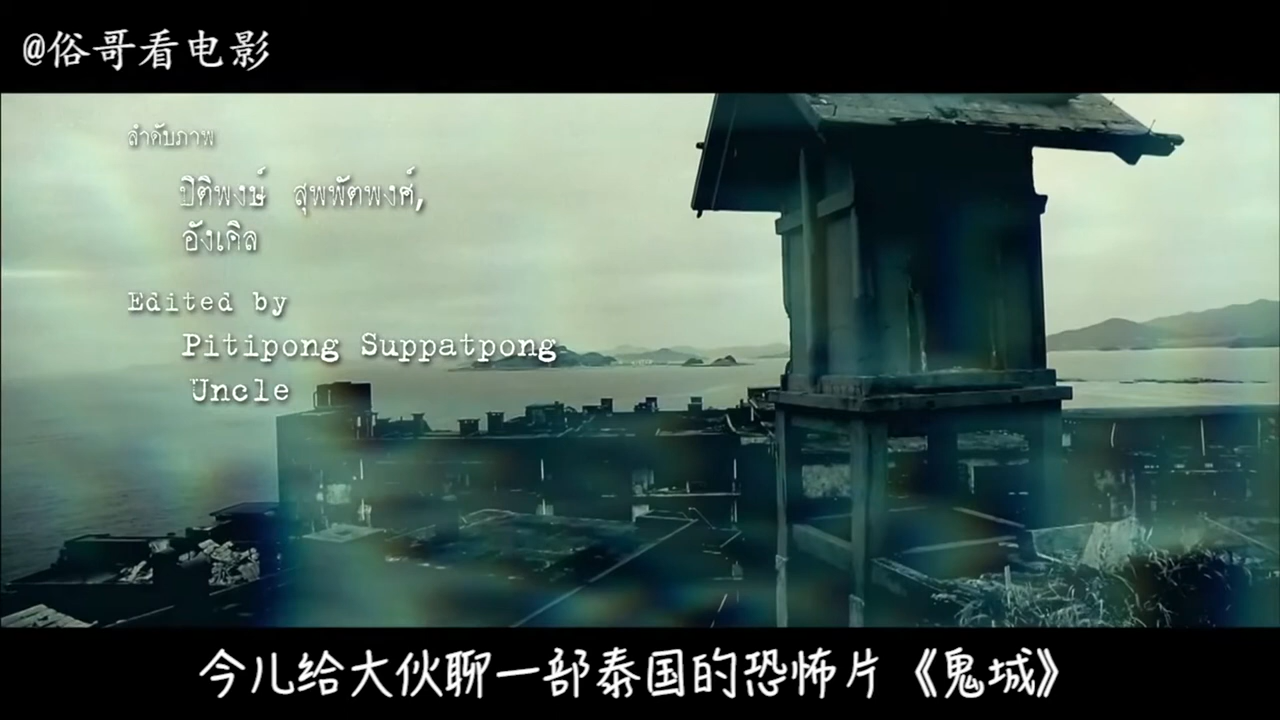 @俗哥看电影
ลำดับภาพ
ปิติพงษ์ สุพพัตพงศ์,
อังเคิล
Edited by
Pitipong Suppatpong
Uncle
今儿给大伙聊一部泰国的恐怖片《鬼城》